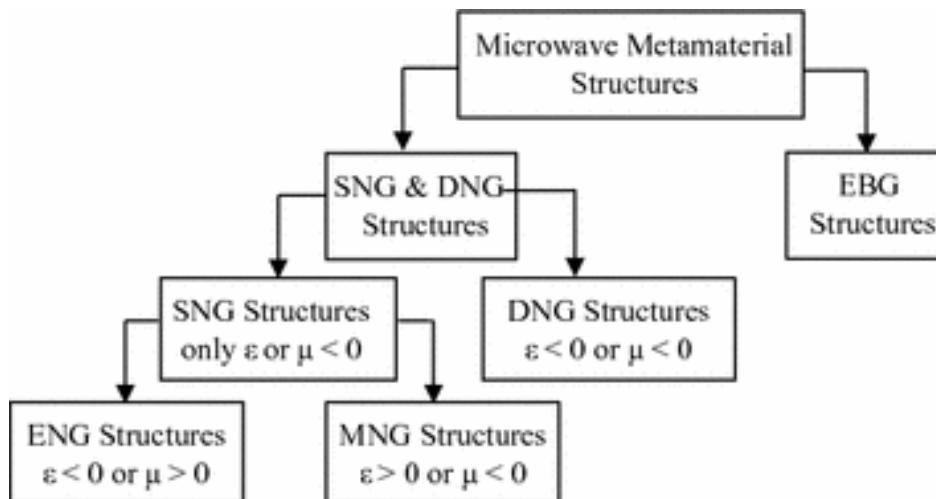 Microwave Metamaterial
Structures
SNG & DNG
Structures
EBG
Structures
SNG Structures
only ε or μ < 0
DNG Structures
ε < 0 or μ < 0
ENG Structures
ε < 0 or μ > 0
MNG Structures
ε > 0 or μ < 0